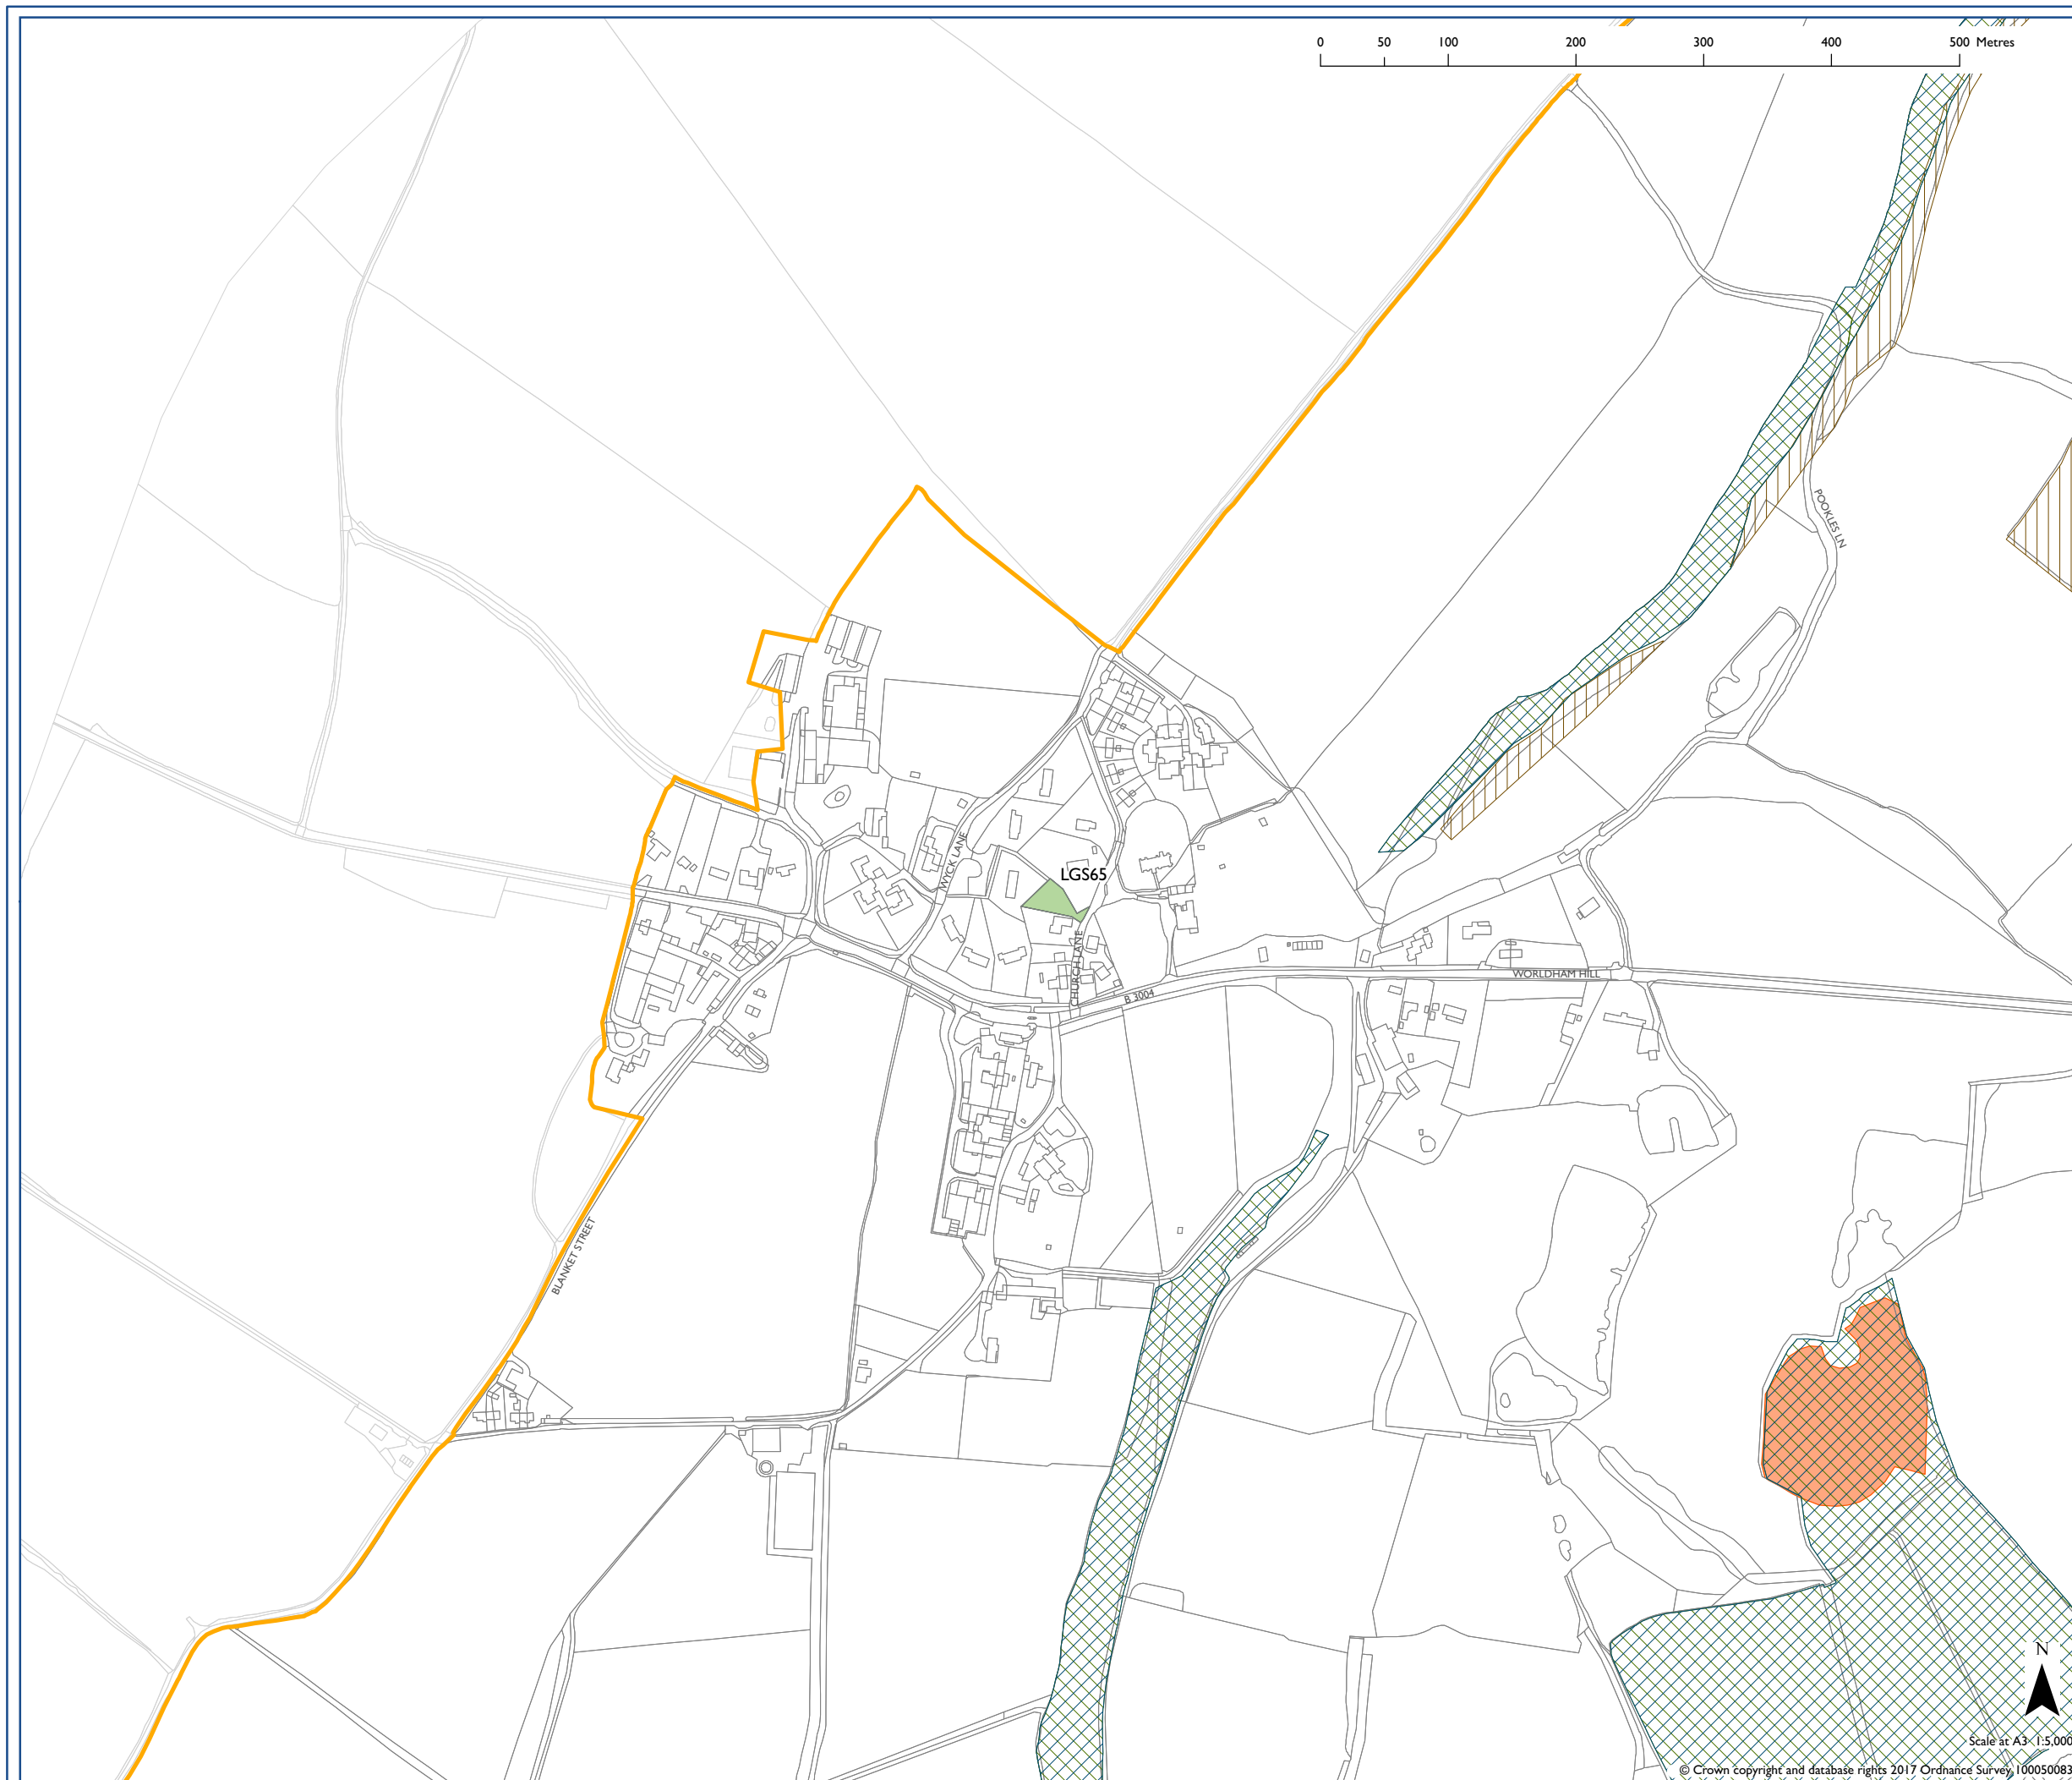 0 50 100 200 300 400 500 Metres
POOKLES LN
WYCK LANE
LGS65
CHURCH LANE
B 3004
WORLDHAM HILL
BLANKET STREET
N
Scale at A3 1:5,000
© Crown copyright and database rights 2017 Ordnance Survey 100050083